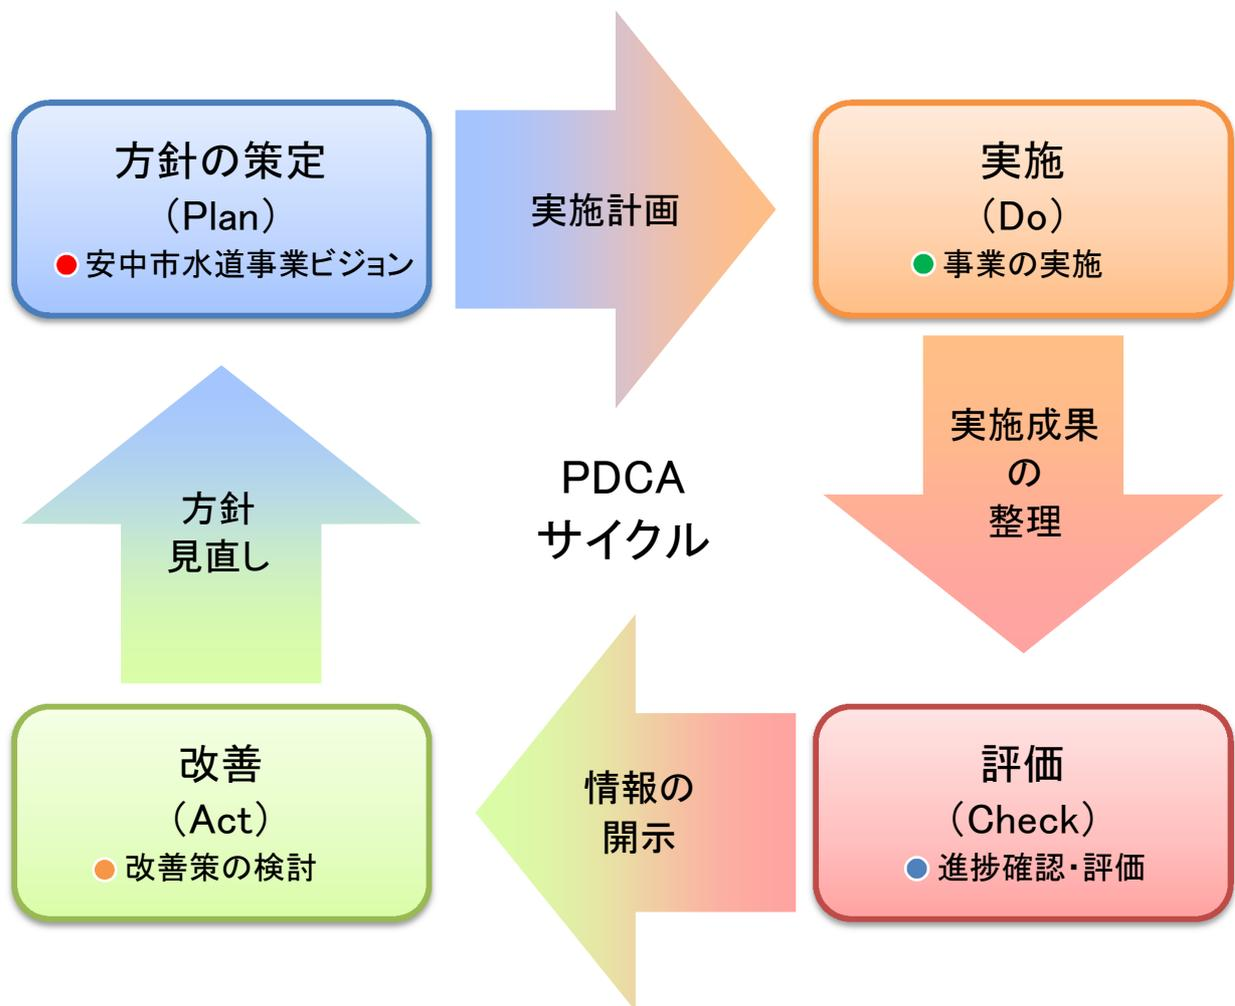 方針の策定
（Plan）
安中市水道事業ビジョン
実施計画
実施
（Do）
事業の実施
実施成果
の
整理
PDCA
サイクル
方針
見直し
改善
（Act）
改善策の検討
情報の
開示
評価
（Check）
進捗確認・評価